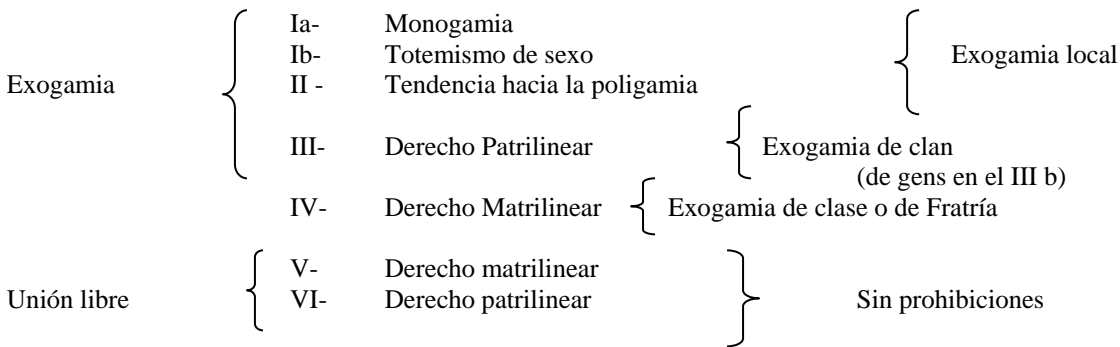 Ia- Monogamia
Ib- Totemismo de sexo Exogamia local
Exogamia II - Tendencia hacia la poligamia
III- Derecho Patrilinear Exogamia de clan
(de gens en el III b)
IV- Derecho Matrilinear Exogamia de clase o de Fratría
V- Derecho matrilinear
Unión libre VI- Derecho patrilinear Sin prohibiciones